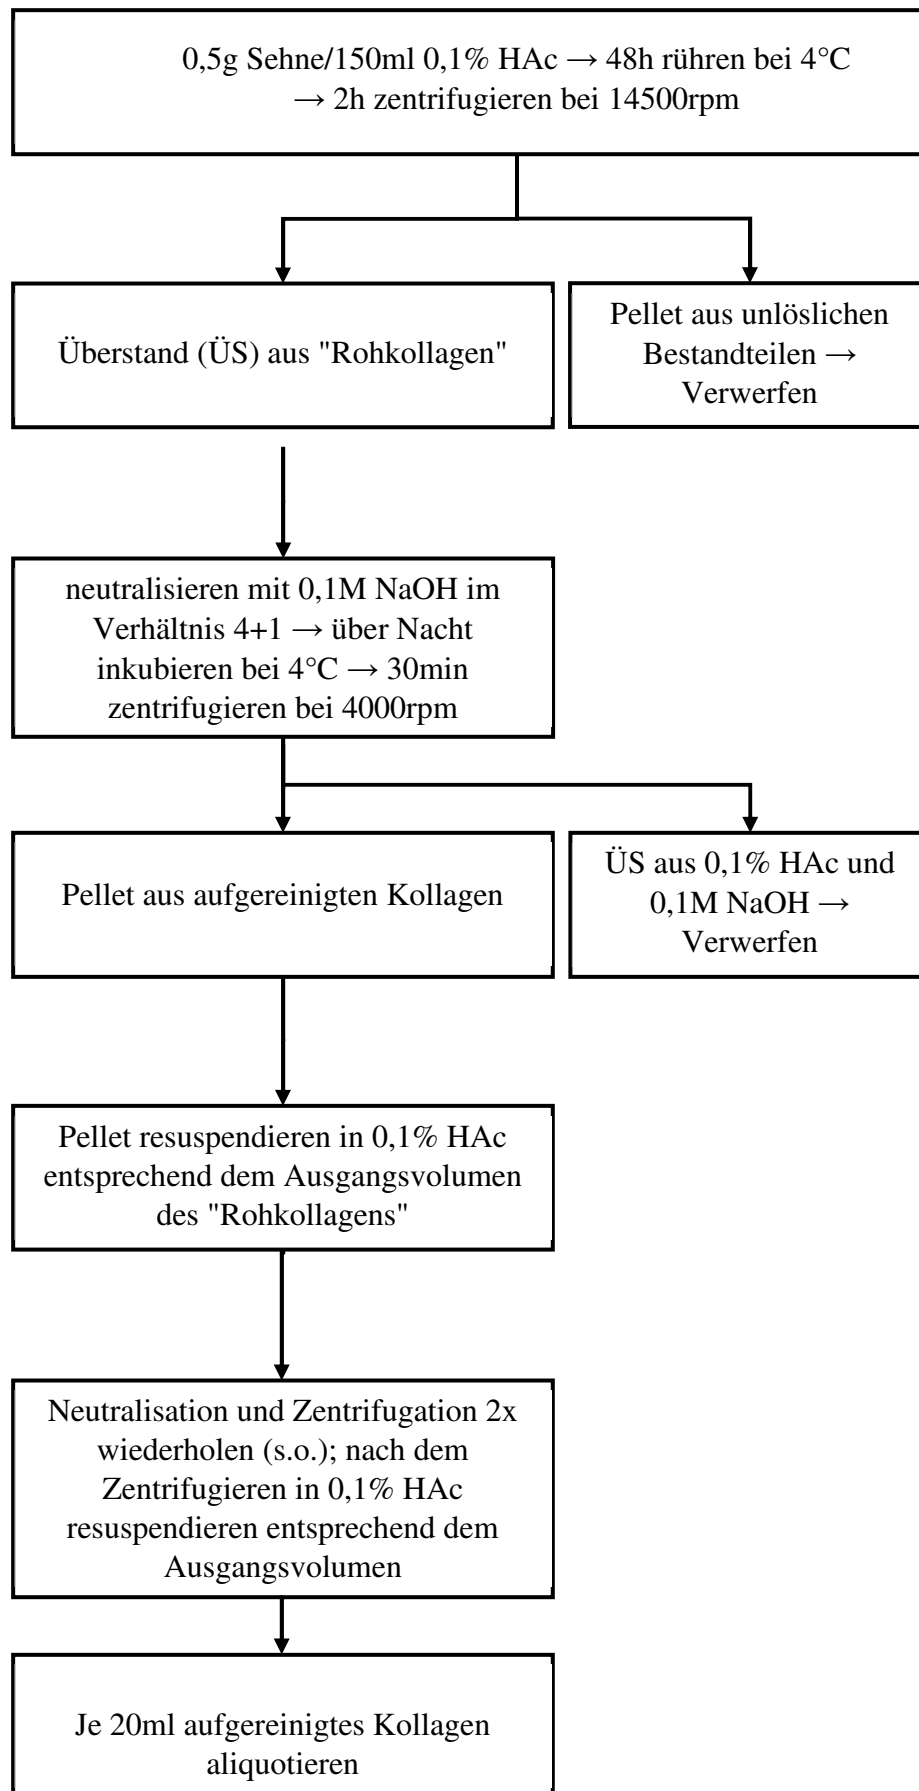 0,5g Sehne/150ml 0,1% HAc → 48h rühren bei 4°C
→ 2h zentrifugieren bei 14500rpm
Überstand (ÜS) aus "Rohkollagen"
Pellet aus unlöslichen
Bestandteilen →
Verwerfen
neutralisieren mit 0,1M NaOH im
Verhältnis 4+1 → über Nacht
inkubieren bei 4°C → 30min
zentrifugieren bei 4000rpm
Pellet aus aufgereinigten Kollagen
ÜS aus 0,1% HAc und
0,1M NaOH →
Verwerfen
Pellet resuspendieren in 0,1% HAc
entsprechend dem Ausgangsvolumen
des "Rohkollagens"
Neutralisation und Zentrifugation 2x
wiederholen (s.o.); nach dem
Zentrifugieren in 0,1% HAc
resuspendieren entsprechend dem
Ausgangsvolumen
Je 20ml aufgereinigtes Kollagen
aliquotieren